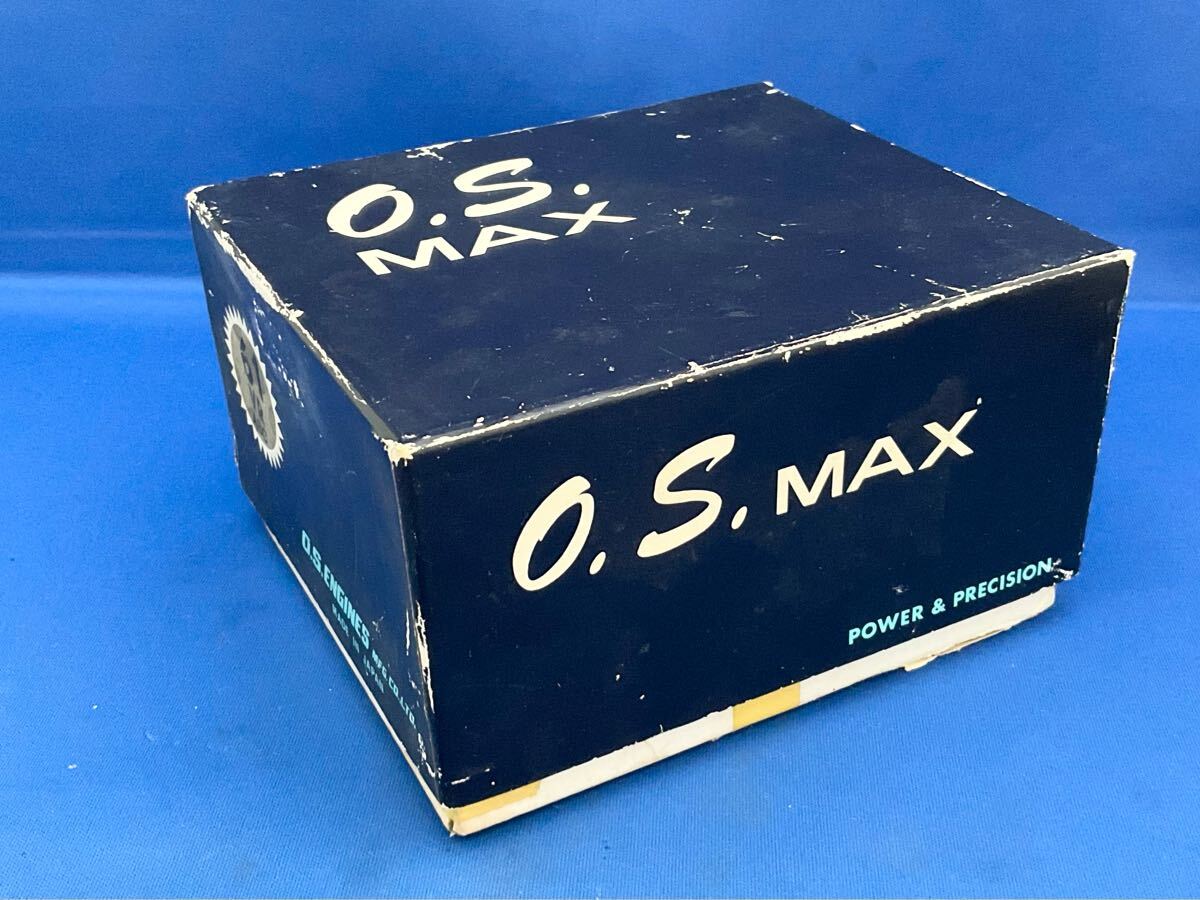 O.S.
MAX
O.S. MAX
POWER & PRECISION
O.S.ENGINES MFG.CO.,LTD.
MADE IN JAPAN